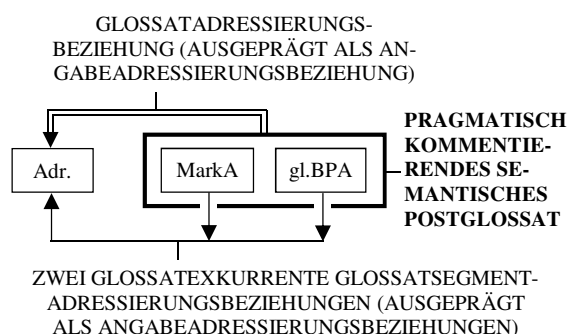 GLOSSATADRESSIERUNGS-
BEZIEHUNG (AUSGEPRÄGT ALS AN-
GABEADRESSIERUNGSBEZIEHUNG)
Adr.
MarkA
gl.BPA
PRAGMATISCH
KOMMENTIE-
RENDES SE-
MANTISCHES
POSTGLOSSAT
ZWEI GLOSSATEXKURRENTE GLOSSATSEGMENT-
ADRESSIERUNGSBEZIEHUNGEN (AUSGEPRÄGT
ALS ANGABEADRESSIERUNGSBEZIEHUNGEN)